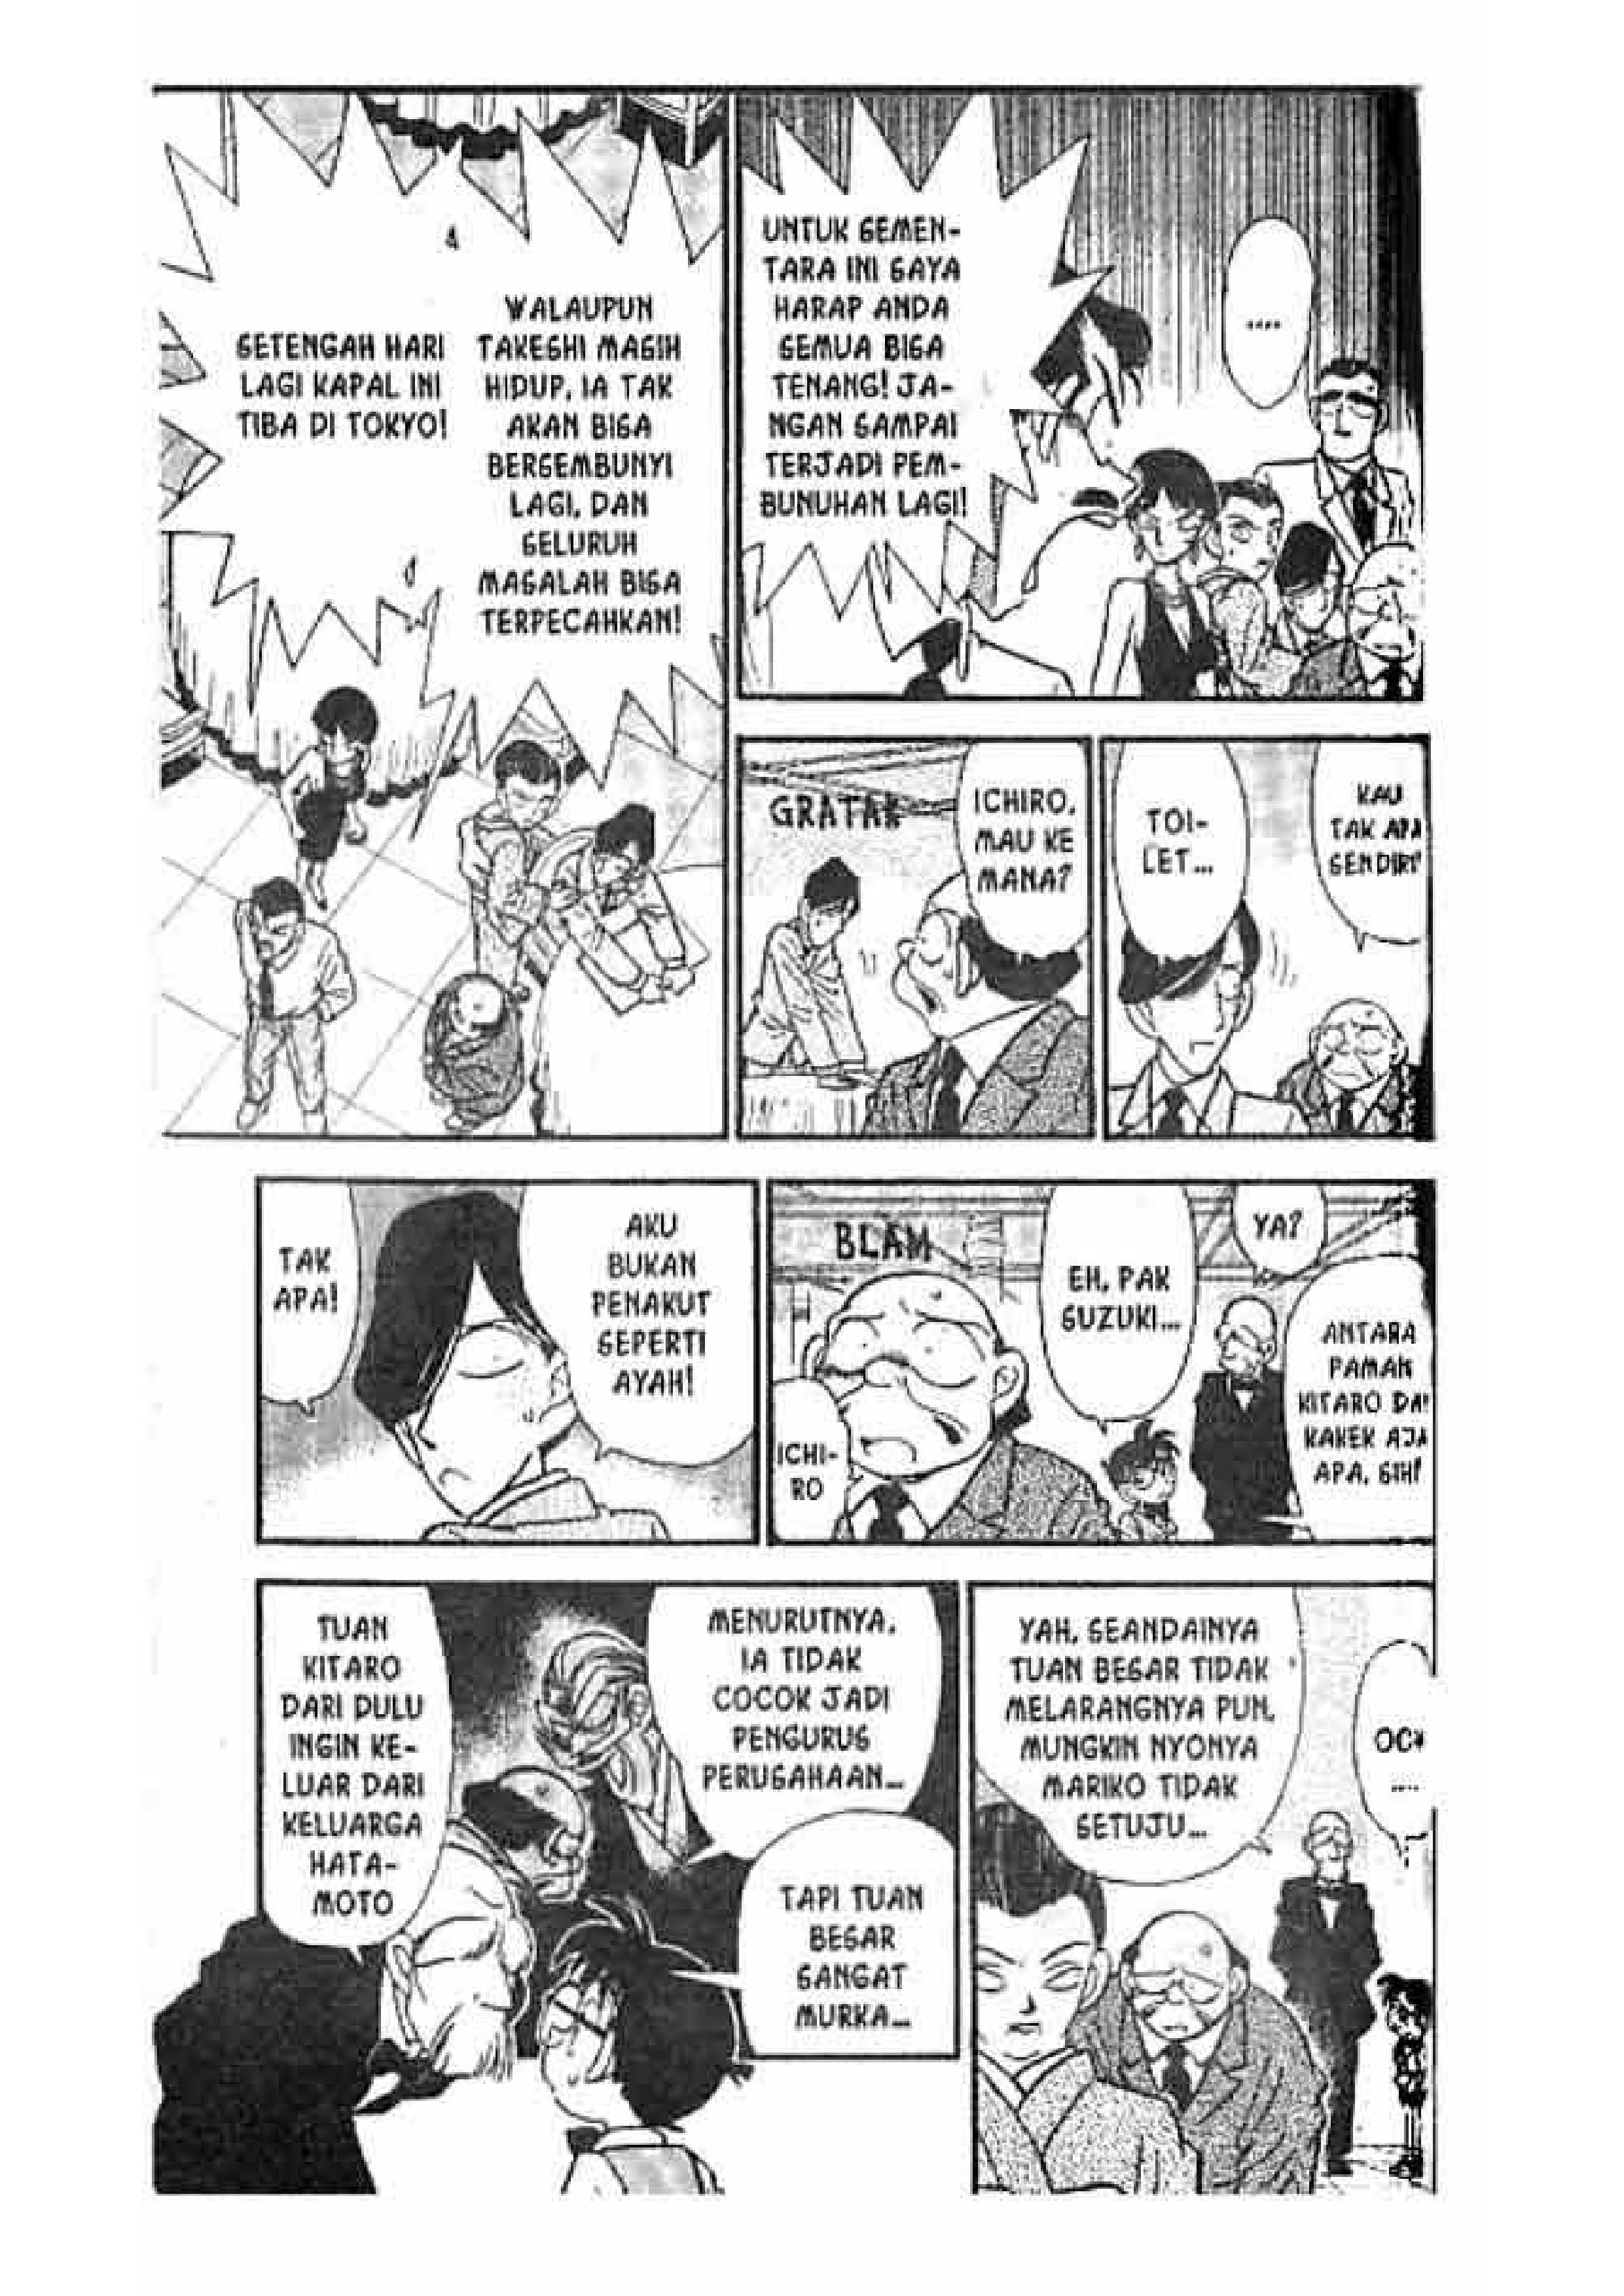 ....
UNTUK SEMEN-
TARA INI SAYA
HARAP ANDA
SEMUA BISA
TENANG! JA-
NGAN SAMPAI
TERJADI PEM-
BUNUHAN LAGI!
WALAUPUN
TAKESHI MASIH
HIDUP, IA TAK
AKAN BISA
BERSEMBUNYI
LAGI, DAN
SELURUH
MASALAH BISA
TERPECAHKAN!
SETENGAH HARI
LAGI KAPAL INI
TIBA DI TOKYO!
KAU
TAK APA
SENDIRI?
TOI-
LET...
ICHIRO,
MAU KE
MANA?
GRATAK
YA?
ANTARA
PAMAN
KITARO
KAKEK ADA
APA, SIH?
EH, PAK
SUZUKI...
BLAM
ICHI-
RO
AKU
BUKAN
PENAKUT
SEPERTI
AYAH!
TAK
APA!
....
YAH, SEANDAINYA
TUAN BESAR TIDAK
MELARANGNYA PUN,
MUNGKIN NYONYA
MARIKO TIDAK
SETUJU...
MENURUTNYA,
IA TIDAK
COCOK JADI
PENGURUS
PERUSAHAAN...
TAPI TUAN
BESAR
SANGAT
MURKA...
TUAN
KITARO
DARI DULU
INGIN KE-
LUAR DARI
KELUARGA
HATA-
MOTO